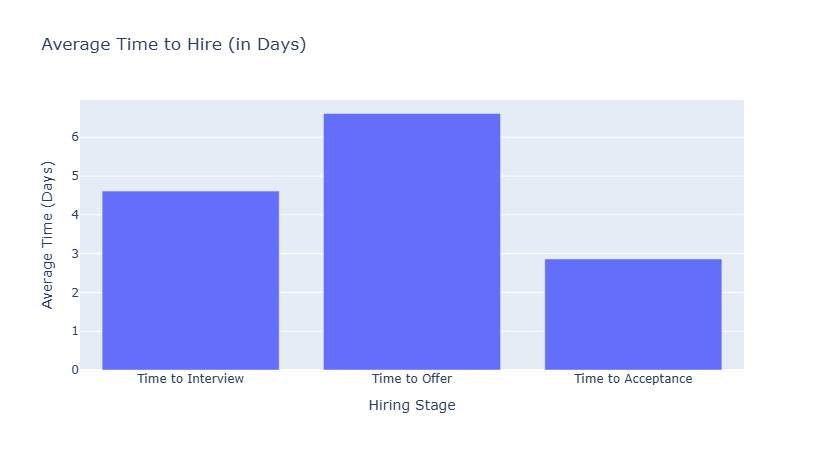 Average Time to Hire (in Days)
Average Time (Days)
6
5
4
3
2
1
0
Time to Interview
Time to Offer
Time to Acceptance
Hiring Stage